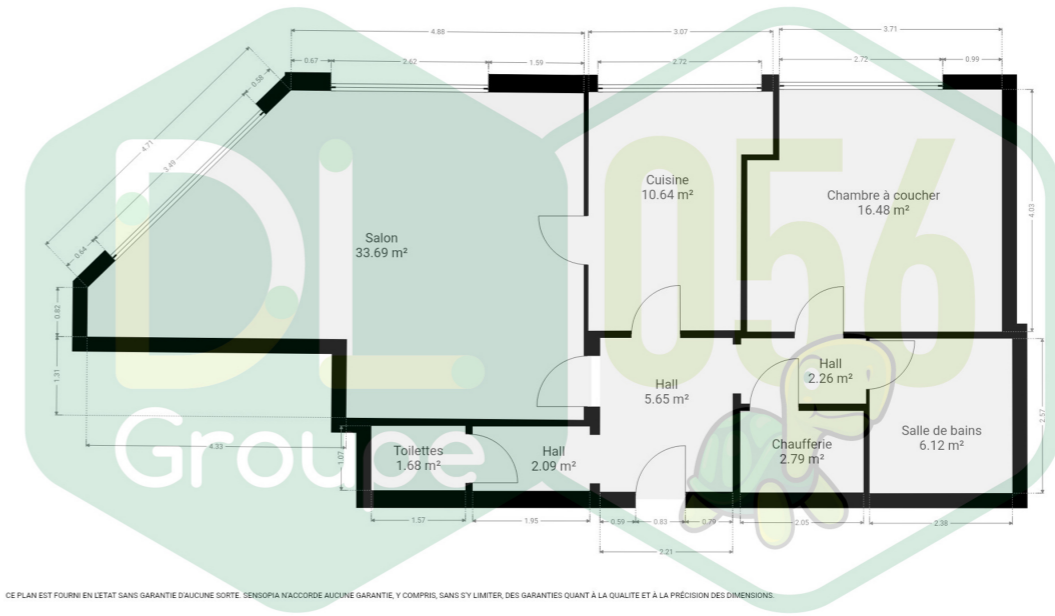 4.88
3.07
3.71
0.67
2.62
1.59
2.72
2.72
0.99
0.58
4.71
3.49
0.64
Cuisine
10.64 m²
Chambre à coucher
16.48 m²
4.03
Salon
33.69 m²
056
DL
Groupe
0.82
1.31
4.33
Hall
5.65 m²
Hall
2.26 m²
2.57
Toilettes
1.68 m²
Hall
2.09 m²
Chaufferie
2.79 m²
Salle de bains
6.12 m²
1.07
1.57
1.95
0.59
0.83
0.79
2.05
2.38
2.21
CE PLAN EST FOURNI EN L'ETAT SANS GARANTIE D'AUCUNE SORTE. SENSOPIA N'ACCORDE AUCUNE GARANTIE, Y COMPRIS, SANS S'Y LIMITER, DES GARANTIES QUANT À LA QUALITE ET À LA PRÉCISION DES DIMENSIONS.